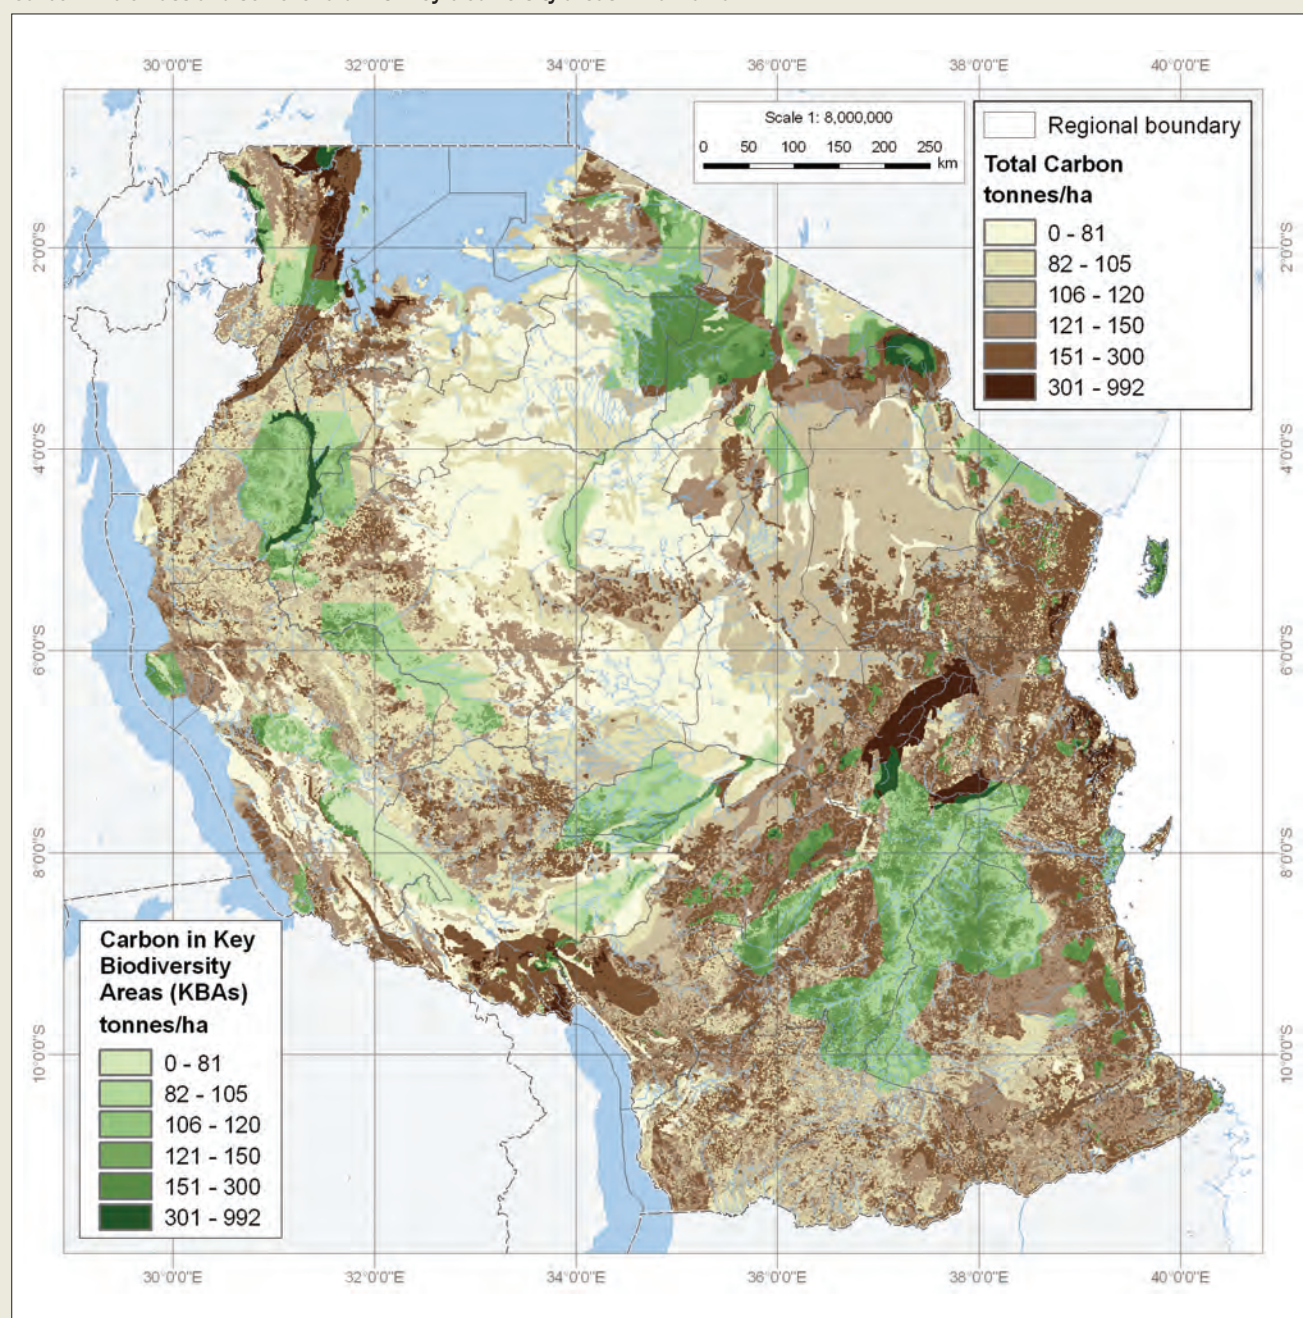 30°0'0"E 32°0'0"E 34°0'0"E 36°0'0"E 38°0'0"E 40°0'0"E
Scale 1: 8,000,000
0 50 100 150 200 250
km
Regional boundary
Total Carbon
tonnes/ha
0 - 81
82 - 105
106 - 120
121 - 150
151 - 300
301 - 992
2°0'0"S
4°0'0"S
6°0'0"S
8°0'0"S
10°0'0"S
2°0'0"S
4°0'0"S
6°0'0"S
8°0'0"S
10°0'0"S
Carbon in Key
Biodiversity
Areas (KBAs)
tonnes/ha
0 - 81
82 - 105
106 - 120
121 - 150
151 - 300
301 - 992
30°0'0"E 32°0'0"E 34°0'0"E 36°0'0"E 38°0'0"E 40°0'0"E